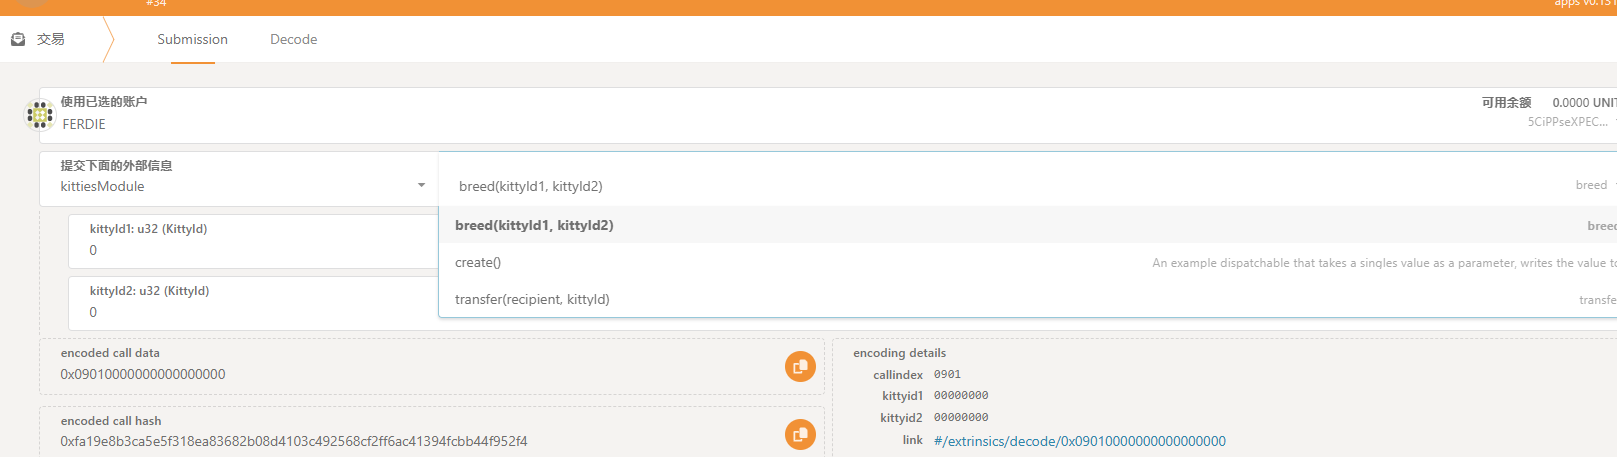 #34
apps v0.131
交易
Submission
Decode
使用已选的账户
FERDIE
可用余额 0.0000 UNIT
5CiPPseXPEC...
提交下面的外部信息
kittiesModule
breed(kittyId1, kittyId2)
breed
breed(kittyId1, kittyId2)
breed
create()
An example dispatchable that takes a singles value as a parameter, writes the value to
transfer(recipient, kittyId)
transfe
kittyId1: u32 (KittyId)
0
kittyId2: u32 (KittyId)
0
encoded call data
0x09010000000000000000
encoded call hash
0xfa19e8b3ca5e5f318ea83682b08d4103c492568cf2ff6ac41394fcbb44f952f4
encoding details
callindex 0901
kittyid1 00000000
kittyid2 00000000
link #/extrinsics/decode/0x09010000000000000000